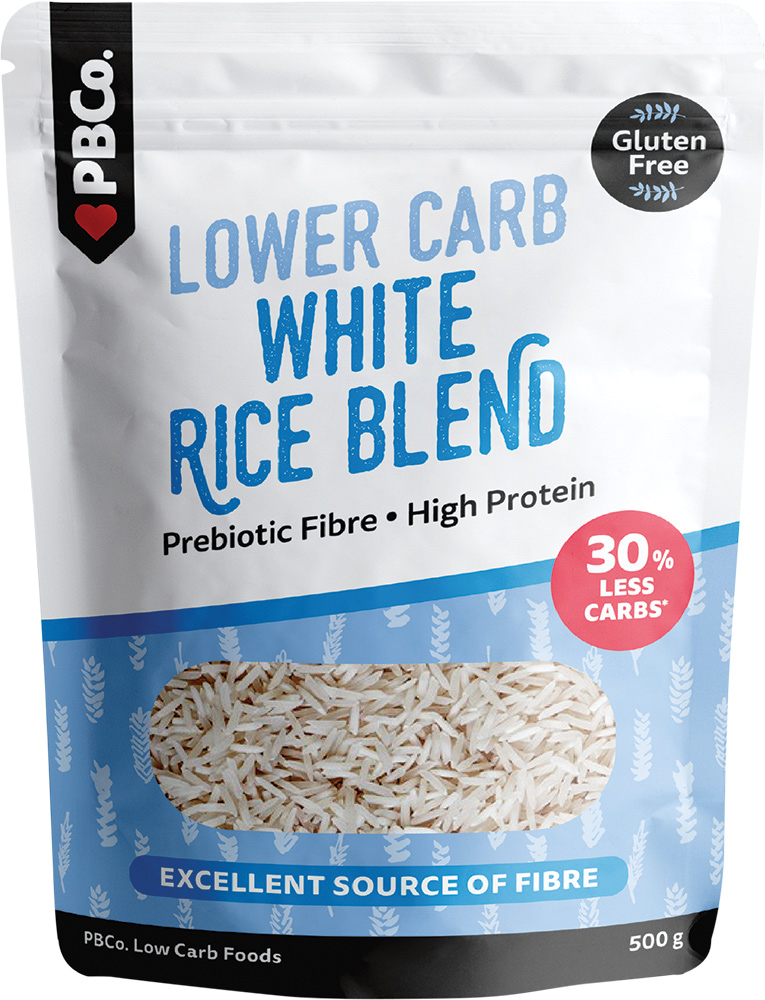 PBCo.
Gluten
Free
LOWER CARB
WHITE
RICE BLEND
Prebiotic Fibre • High Protein
30%
LESS
CARBS*
EXCELLENT SOURCE OF FIBRE
PBCo. Low Carb Foods
500 g